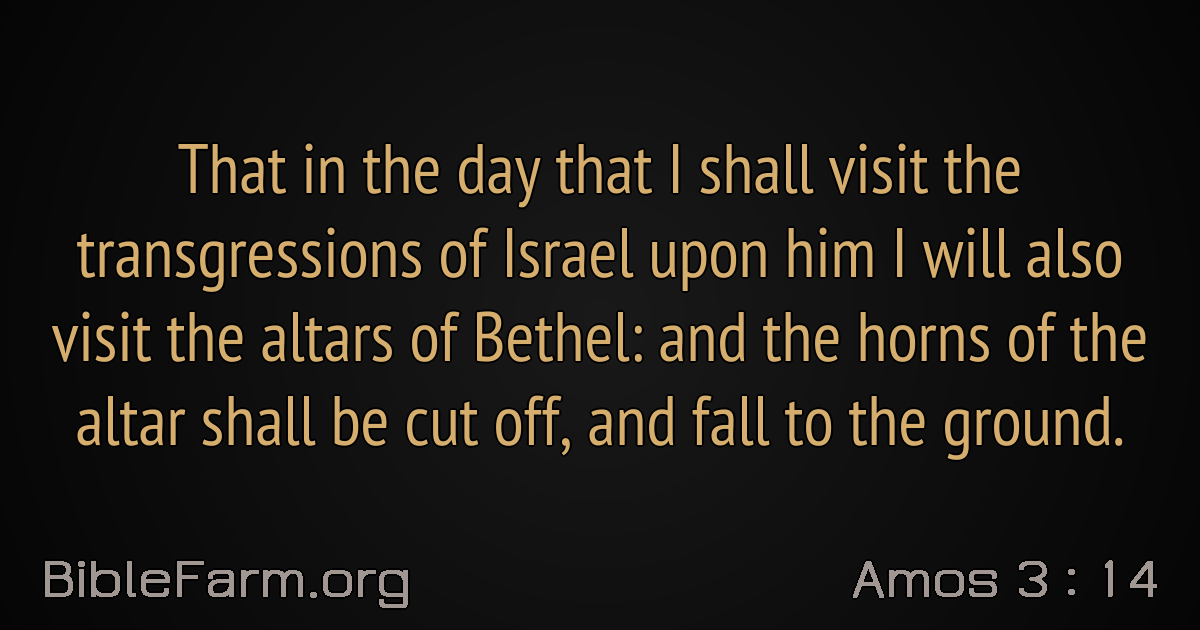 That in the day that I shall visit the
transgressions of Israel upon him I will also
visit the altars of Bethel: and the horns of the
altar shall be cut off, and fall to the ground.
BibleFarm.org
Amos 3 : 14